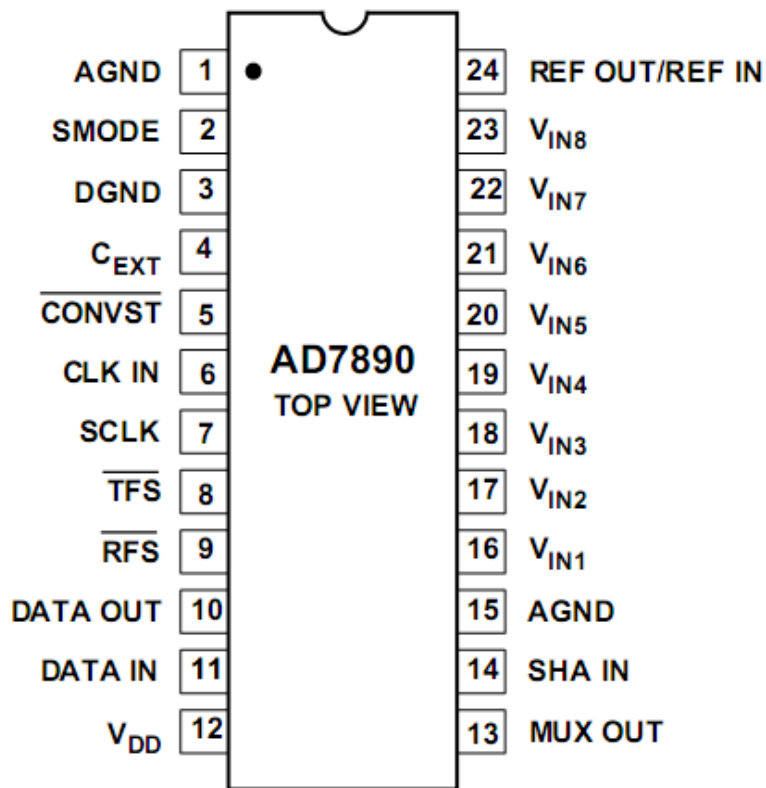 AGND 1 24 REF OUT/REF IN
SMODE 2 23 VIN8
DGND 3 22 VIN7
CEXT 4 21 VIN6
CONVST 5 20 VIN5
CLK IN 6 19 VIN4
AD7890
TOP VIEW
SCLK 7 18 VIN3
TFS 8 17 VIN2
RFS 9 16 VIN1
DATA OUT 10 15 AGND
DATA IN 11 14 SHA IN
VDD 12 13 MUX OUT